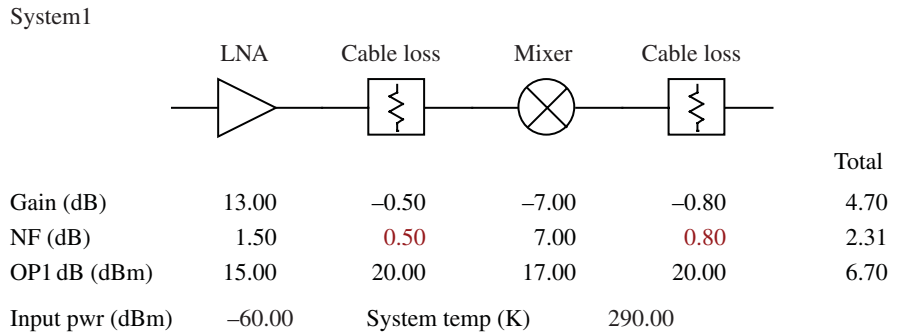 System1
LNA Cable loss Mixer Cable loss
Total
Gain (dB) 13.00 –0.50 –7.00 –0.80 4.70
NF (dB) 1.50 0.50 7.00 0.80 2.31
OP1 dB (dBm) 15.00 20.00 17.00 20.00 6.70
Input pwr (dBm) –60.00 System temp (K) 290.00